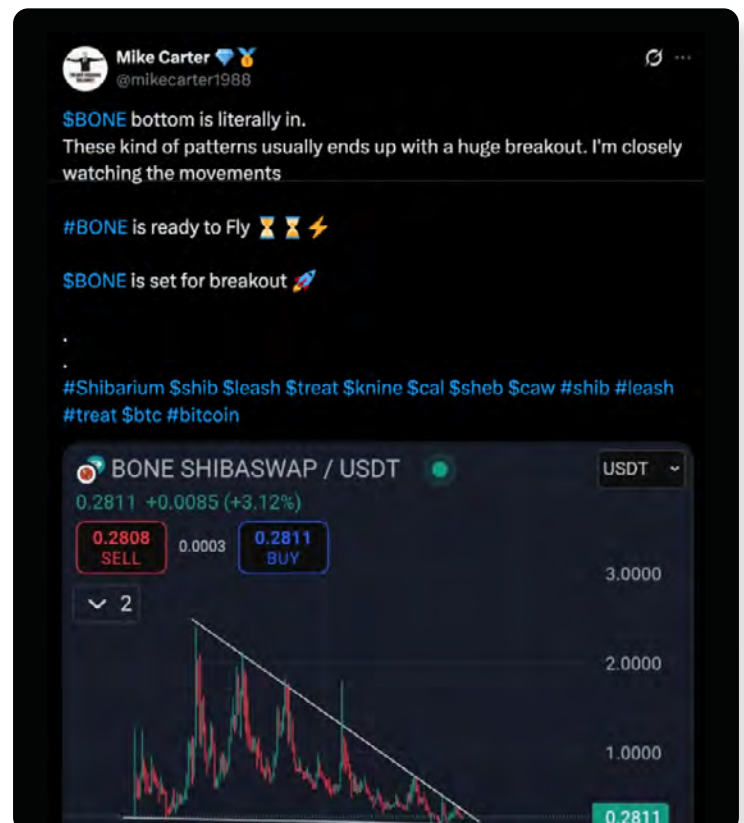 Mike Carter 💎🥇
@mikecarter1988
$BONE bottom is literally in.
These kind of patterns usually ends up with a huge breakout. I'm closely
watching the movements
#BONE is ready to Fly ⏳ ⏳ ⚡
$BONE is set for breakout 🚀
.
.
#Shibarium $shib $leash $treat $knine $cal $sheb $caw #shib #leash
#treat $btc #bitcoin
BONE SHIBASWAP / USDT
USDT
0.2811 +0.0085 (+3.12%)
0.2808
SELL
0.0003
0.2811
BUY
2
3.0000
2.0000
1.0000
0.2811